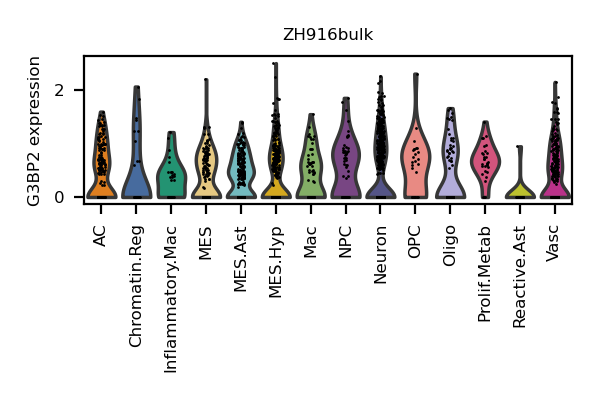 ZH916bulk
G3BP2 expression
2
0
AC
Chromatin.Reg
Inflammatory.Mac
MES
MES.Ast
MES.Hyp
Mac
NPC
Neuron
OPC
Oligo
Prolif.Metab
Reactive.Ast
Vasc